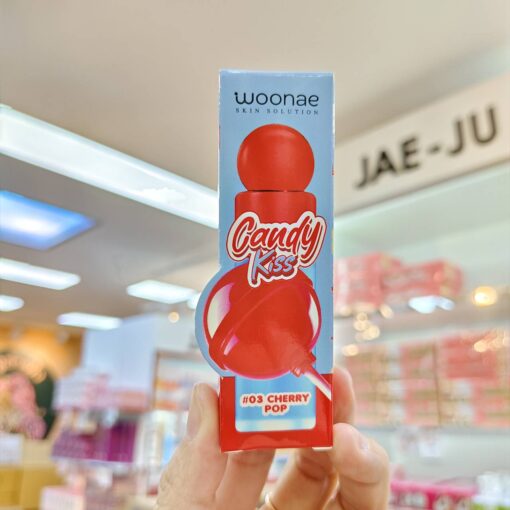 woonae
SKIN SOLUTION
Candy
Kiss
#03 CHERRY
POP
JAE-JU